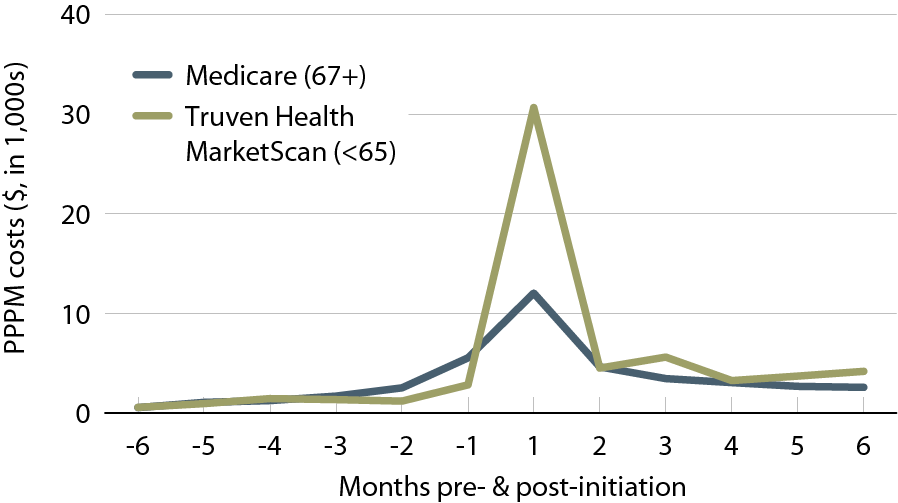 40
30
20
10
0
PPPM costs ($, in 1,000s)
Medicare (67+)
Truven Health
MarketScan (<65)
-6 -5 -4 -3 -2 -1 1 2 3 4 5 6
Months pre- & post-initiation